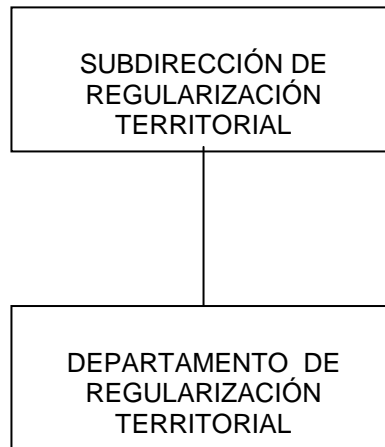 SUBDIRECCIÓN DE
REGULARIZACIÓN
TERRITORIAL
DEPARTAMENTO DE
REGULARIZACIÓN
TERRITORIAL